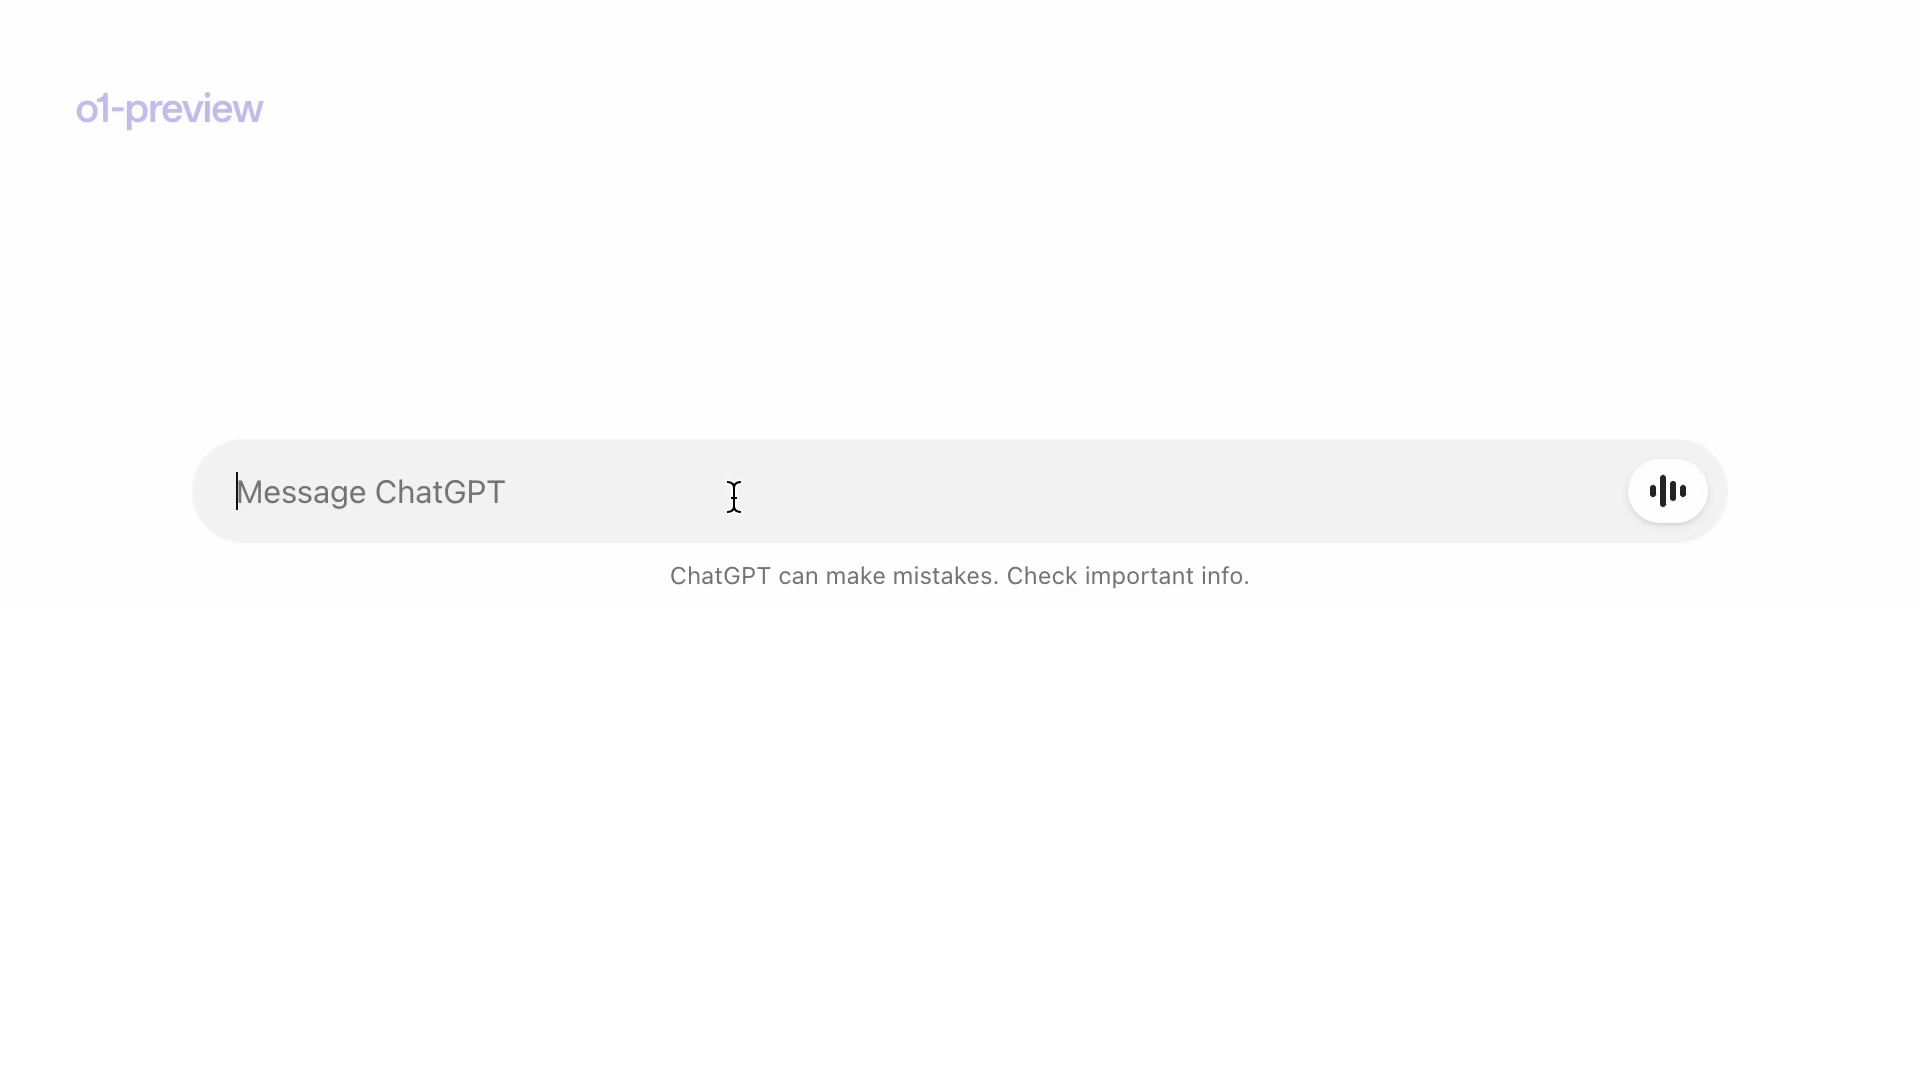 o1-preview
Message ChatGPT
ChatGPT can make mistakes. Check important info.